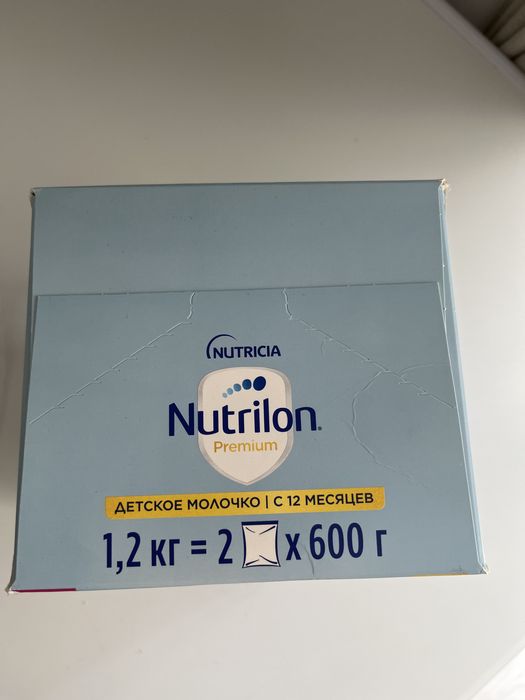 NUTRICIA
Nutrilon®
Premium
ДЕТСКОЕ МОЛОЧКО | С 12 МЕСЯЦЕВ
1,2 кг = 2 х 600 г